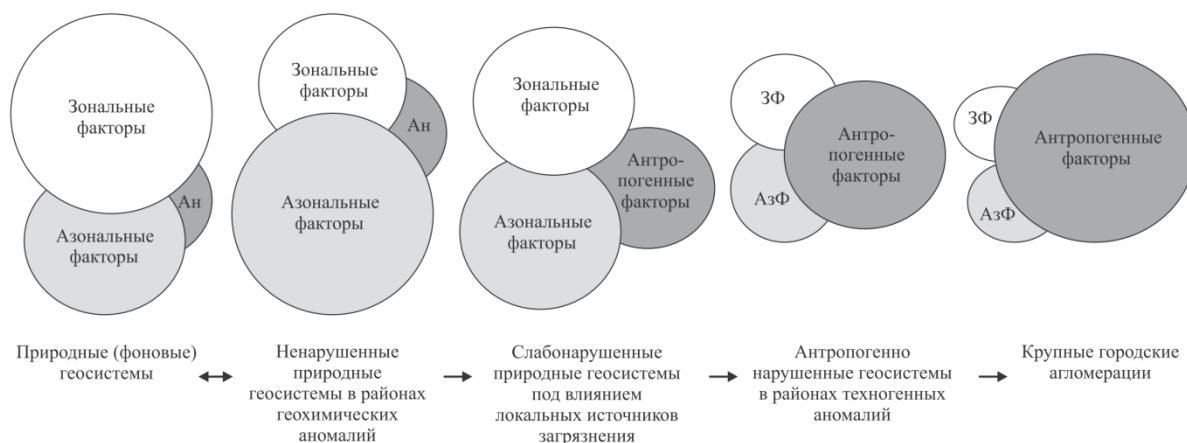 Зональные
факторы
Ан
Азональные
факторы
Зональные
факторы
Ан
Азональные
факторы
Зональные
факторы
Антро-
погенные
факторы
Азональные
факторы
ЗФ
Антро-
погенные
факторы
АзФ
ЗФ
Антропогенные
факторы
АзФ
Природные (фоновые)
геосистемы
Ненарушенные
природные
геосистемы в районах
геохимических
аномалий
Слабонарушенные
природные геосистемы
под влиянием
локальных источников
загрязнения
Антропогенно
нарушенные геосистемы
в районах техногенных
аномалий
Крупные городские
агломерации